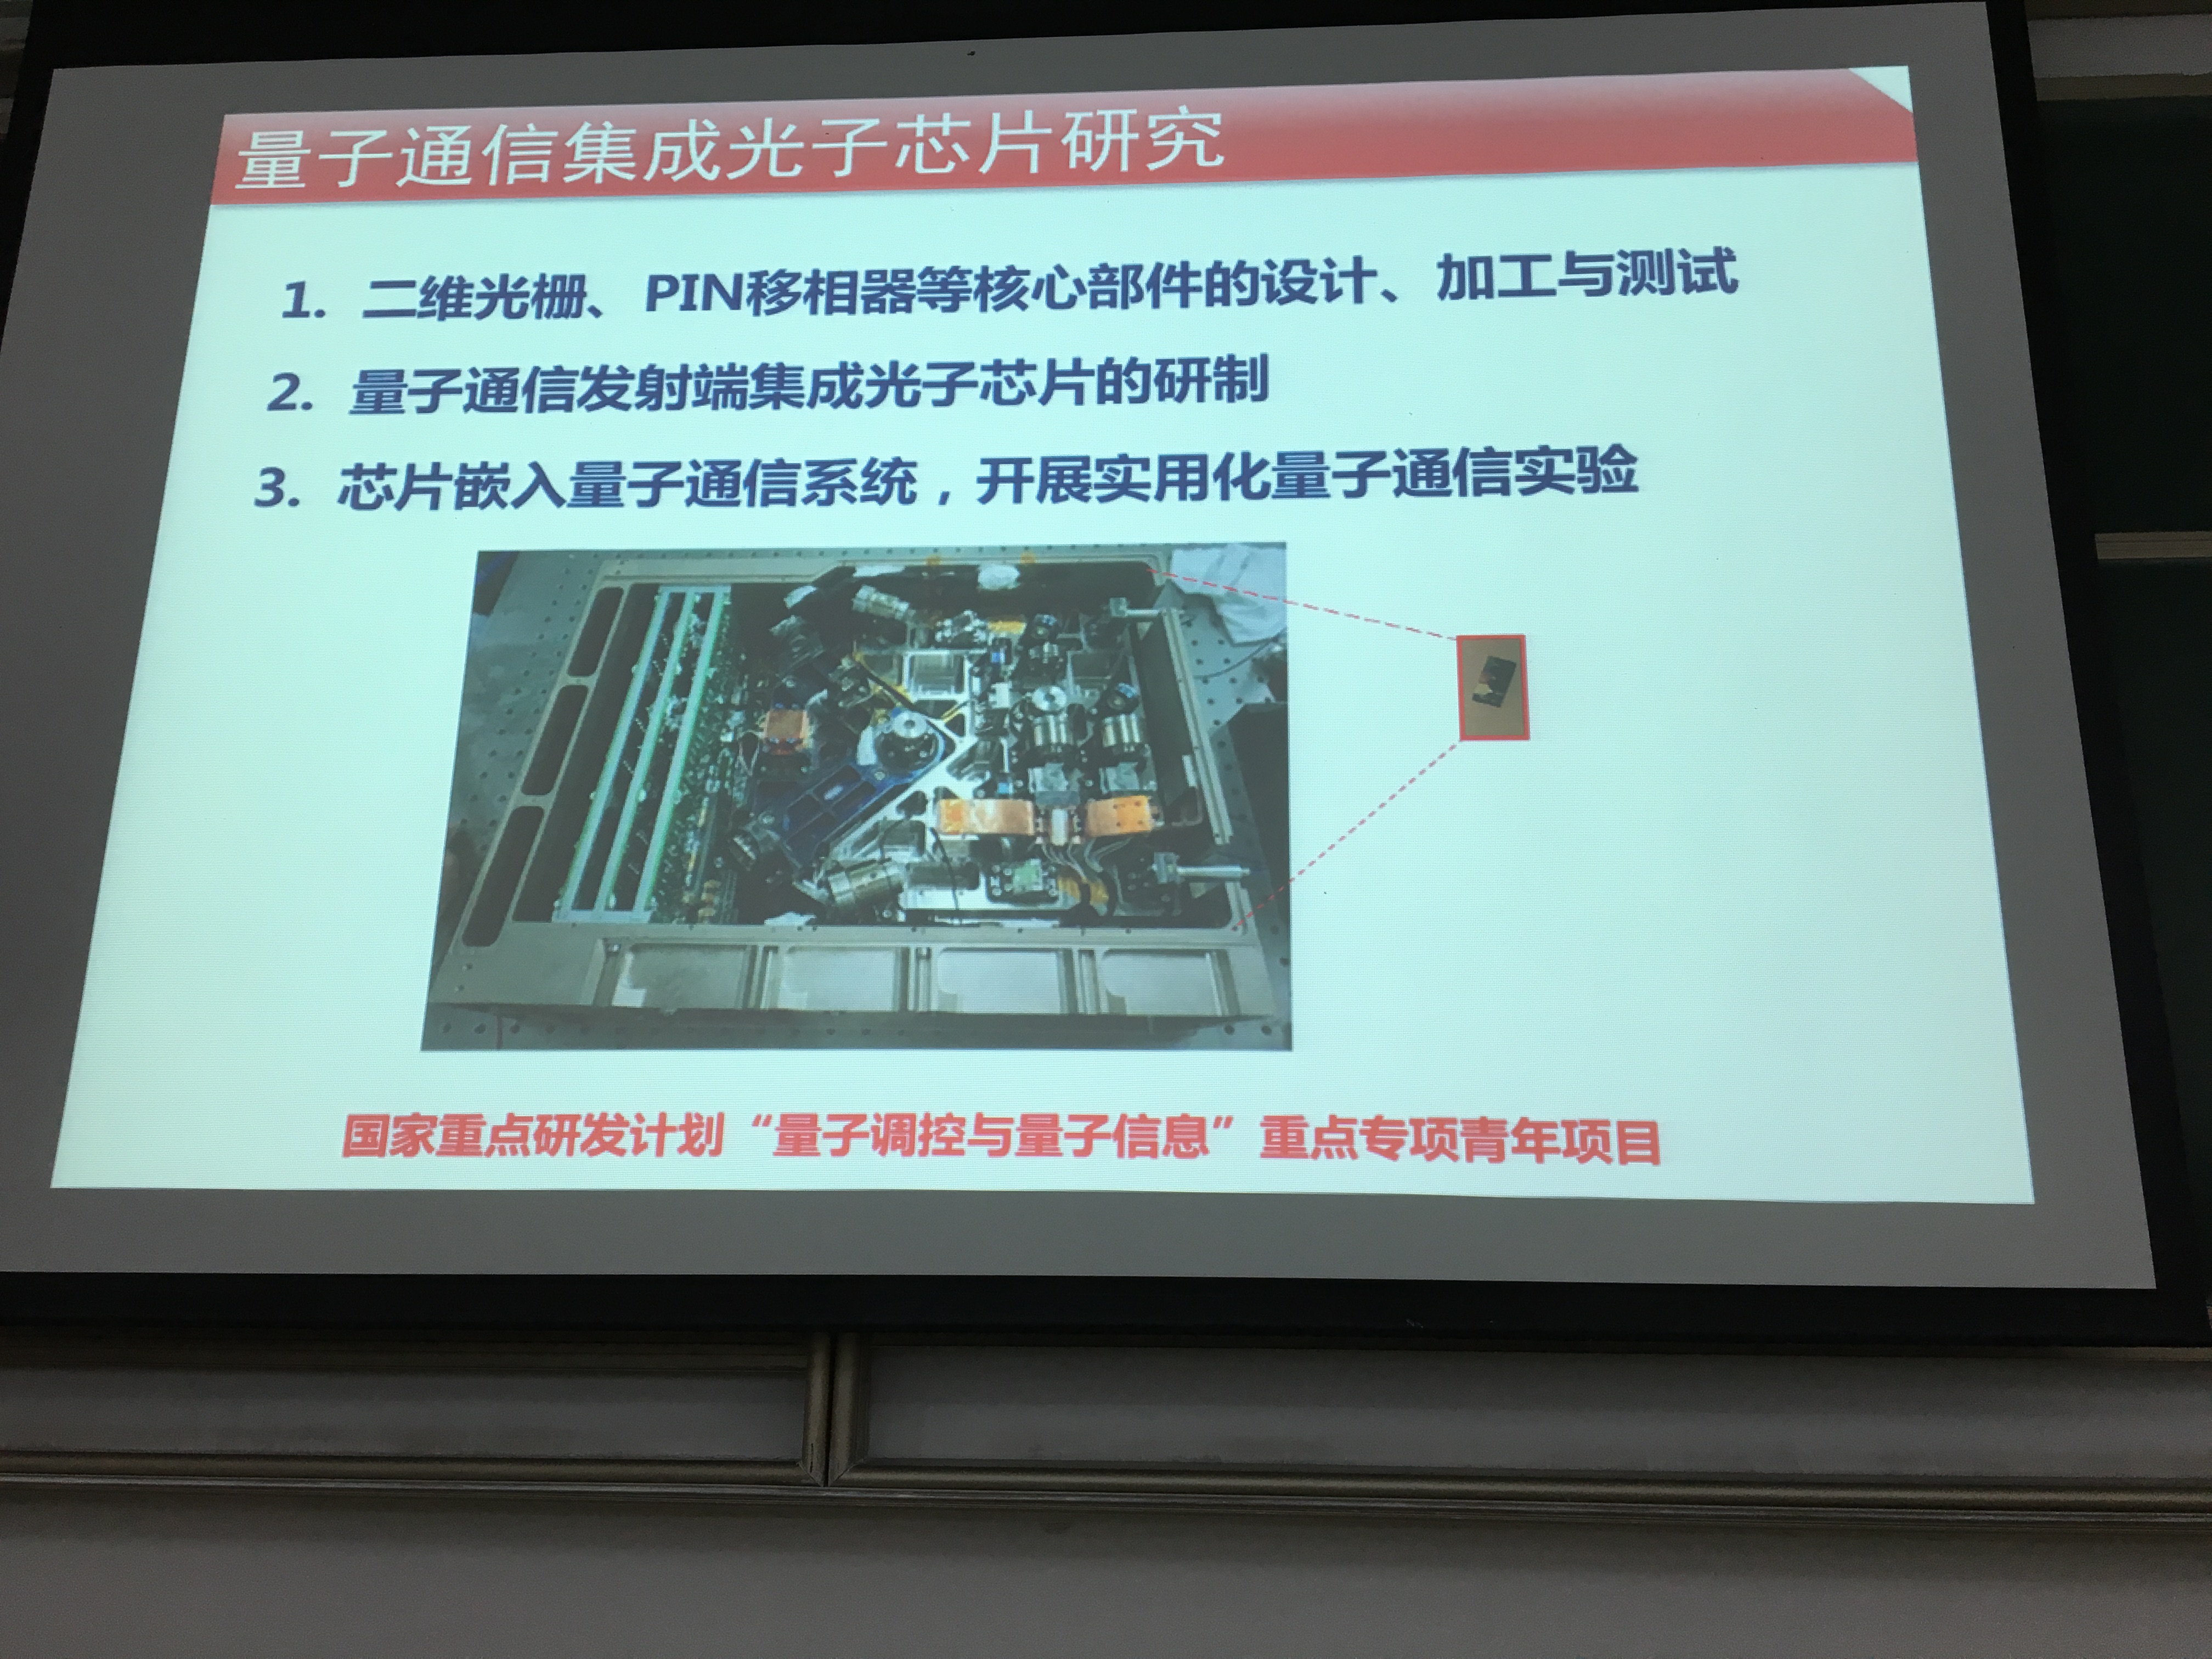 量子通信集成光子芯片研究
1. 二维光栅、PIN移相器等核心部件的设计、加工与测试
2. 量子通信发射端集成光子芯片的研制
3. 芯片嵌入量子通信系统，开展实用化量子通信实验
国家重点研发计划“量子调控与量子信息”重点专项青年项目